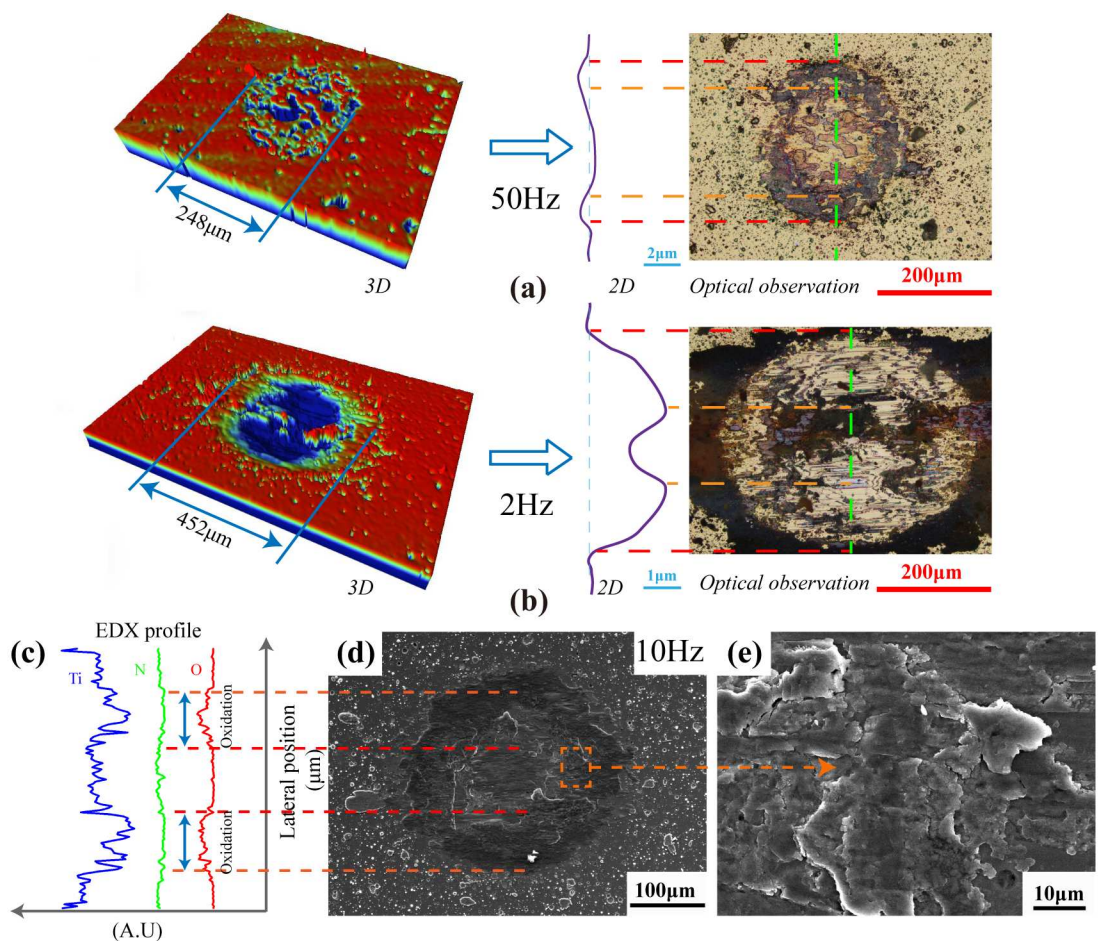 248μm
3D
50Hz
(a)
2μm
2D
Optical observation
200μm
452μm
3D
2Hz
(b)
1μm
2D
Optical observation
200μm
(c)
EDX profile
Ti
N
O
Oxidation
Oxidation
Lateral position
(μm)
(A.U)
(d)
10Hz
100μm
(e)
10μm